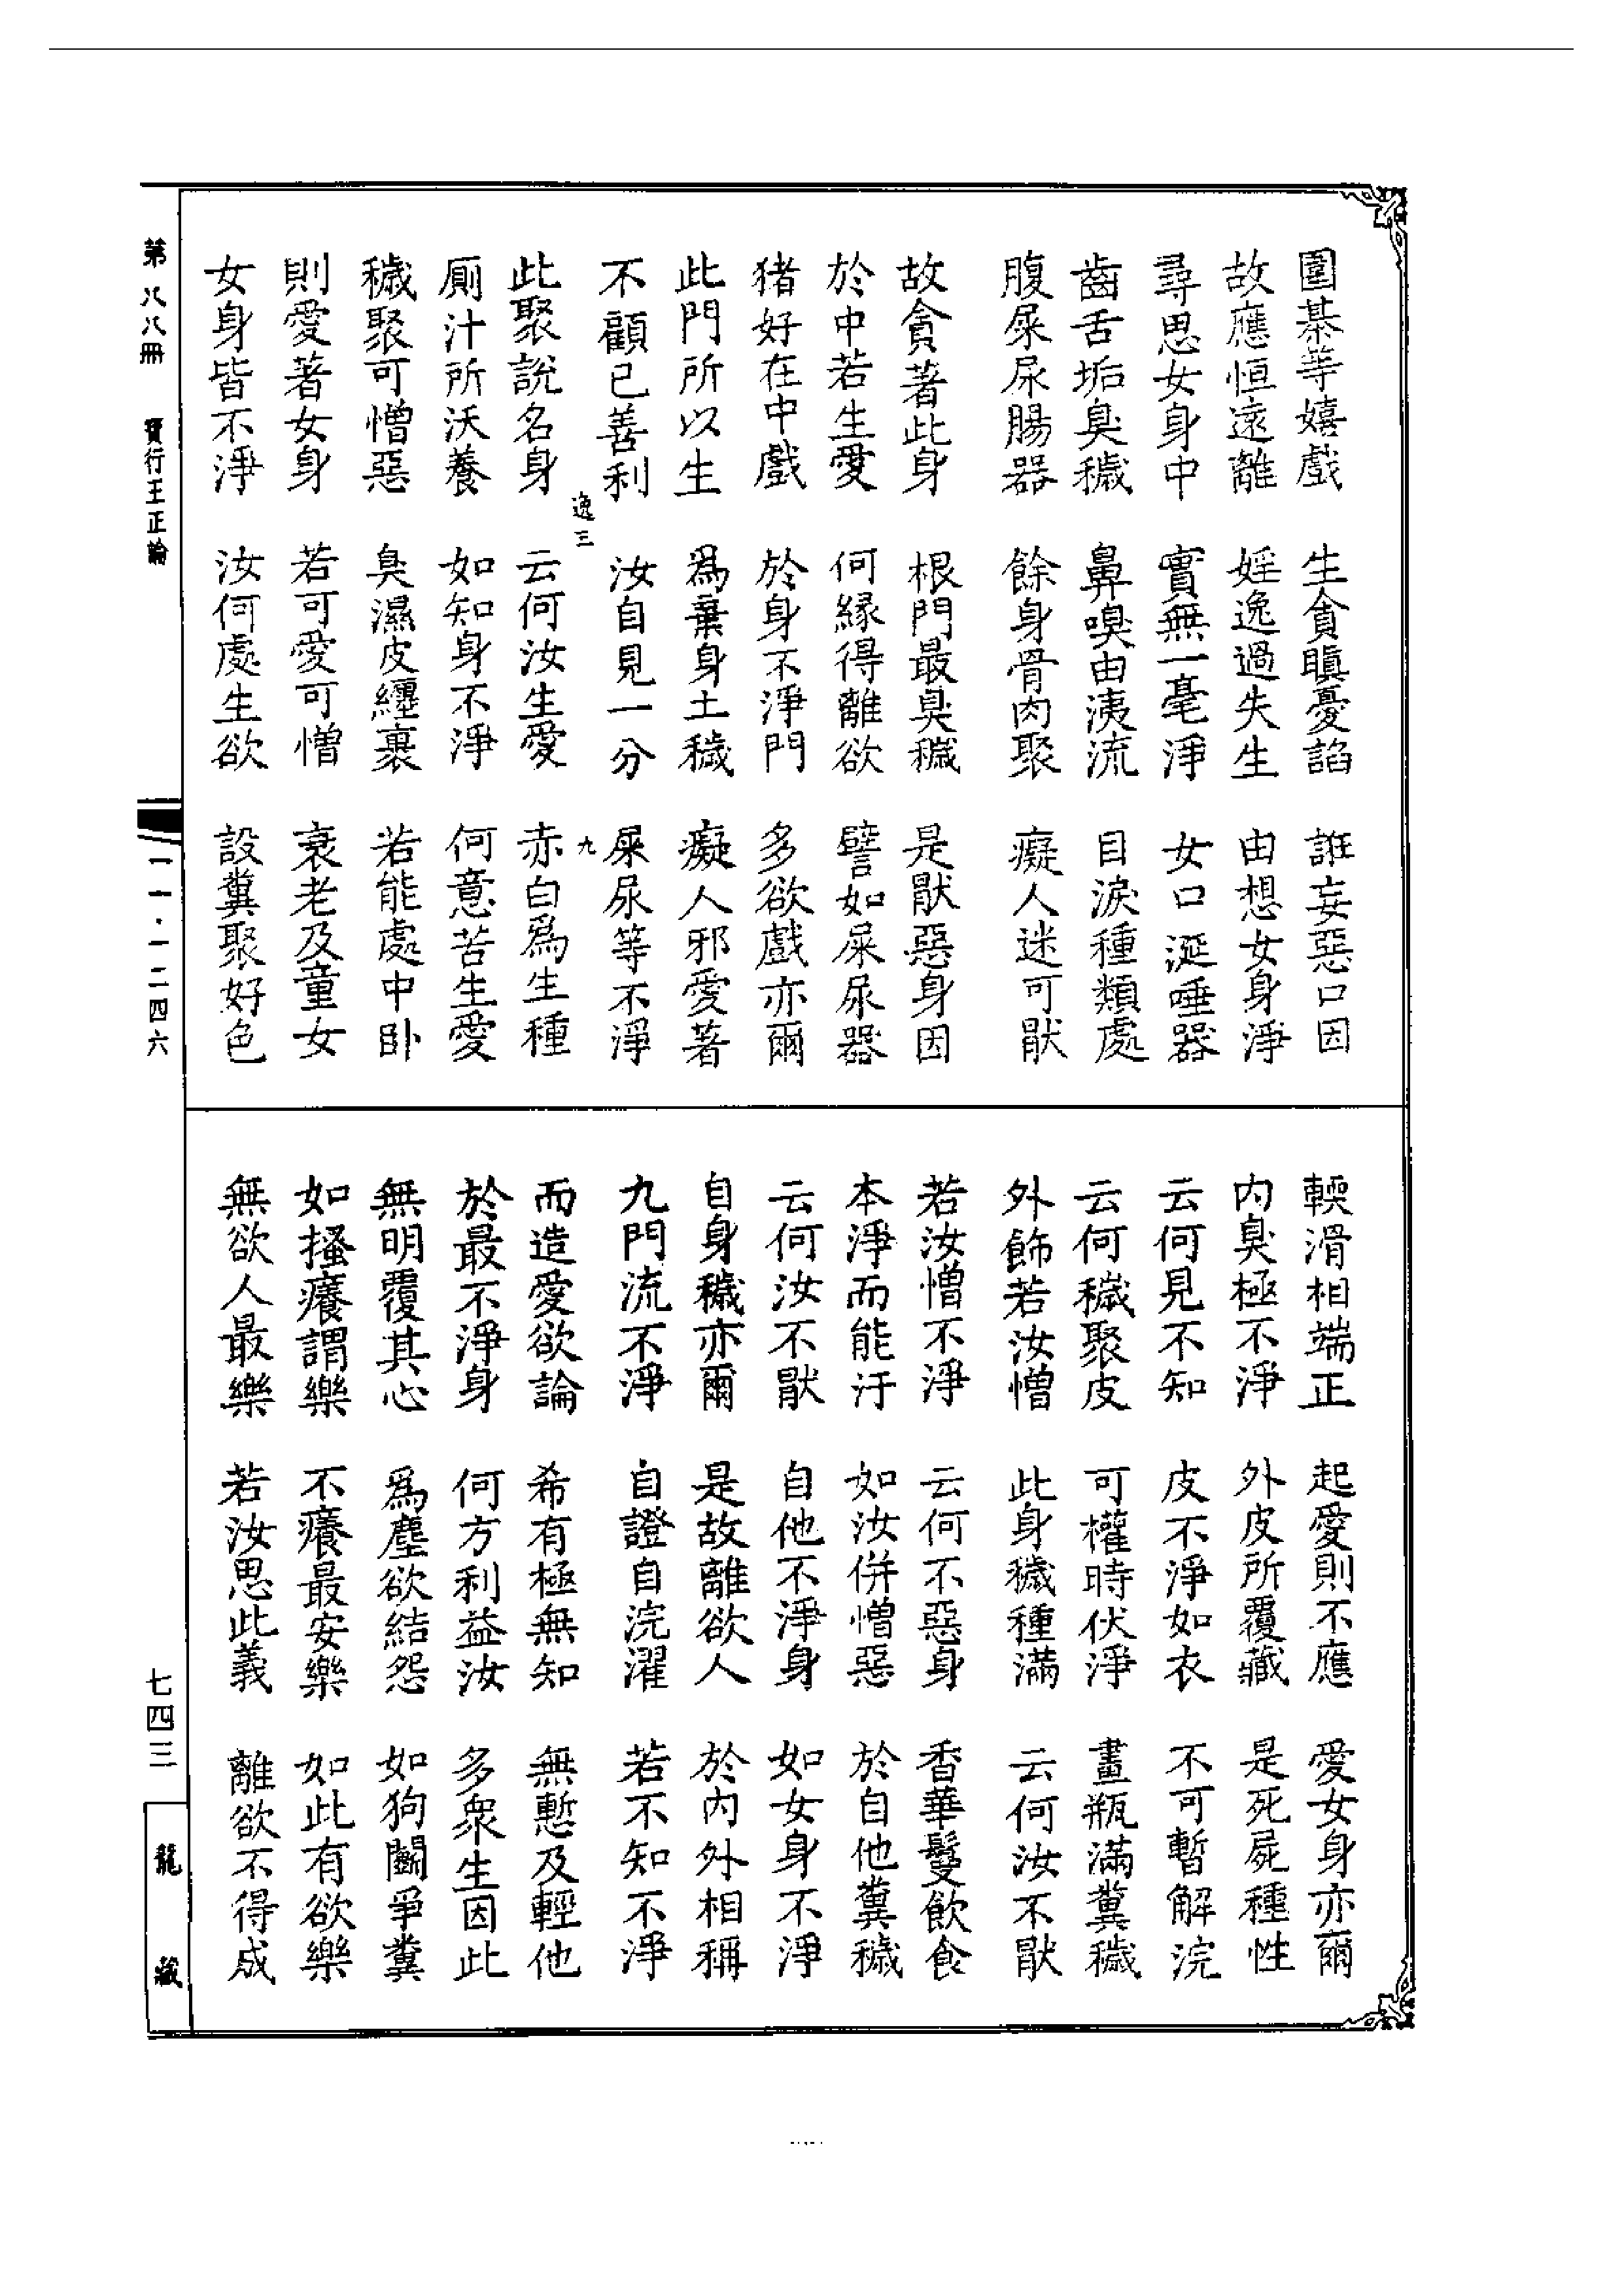 圍棊等嬉戲　生貪瞋憂諂　誑妄惡口因
故應恒遠離　婬逸過失生　由想女身淨
尋思女身中　實無一毫淨　女口涎唾器
齒舌垢臭穢　鼻嗅由洟流　目淚種類處
腹屎尿腸器　餘身骨肉聚　癡人迷可猒
故貪著此身　根門最臭穢　是猒惡身因
於中若生愛　何緣得離欲　譬如屎尿器
猪好在中戲　於身不淨門　多欲戲亦爾
此門所以生　爲棄身土穢　癡人邪愛著
不顧己善利　汝自見一分　屎尿等不淨
逸三　九
此聚説名身　云何汝生愛　赤白爲生種
厠汁所沃養　如知身不淨　何意苦生愛
穢聚可憎惡　臭濕皮纒裹　若能處中卧
則愛著女身　若可愛可憎　衰老及童女
女身皆不淨　汝何處生欲　設糞聚好色
輭滑相端正　起愛則不應　愛女身亦爾
内臭極不淨　外皮所覆藏　是死屍種性
云何見不知　皮不淨如衣　不可暫解浣
云何穢聚皮　可權時伏淨　畫瓶滿糞穢
外飾若汝憎　此身穢種滿　云何汝不猒
若汝憎不淨　云何不惡身　香華鬘飲食
本淨而能汙　如汝併憎惡　於自他糞穢
云何汝不猒　自他不淨身　如女身不淨
自身穢亦爾　是故離欲人　於内外相稱
九門流不淨　自證自浣濯　若不知不淨
而造愛欲論　希有極無知　無慙及輕他
於最不淨身　何方利益汝　多衆生因此
無明覆其心　爲塵欲結怨　如狗鬭爭糞
如搔癢謂樂　不癢最安樂　如此有欲樂
無欲人最樂　若汝思此義　離欲不得成
第八八冊　寳行王正論　一一·一二四六　七四三　龍藏